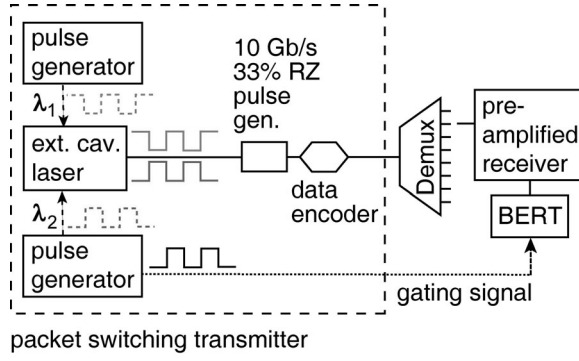 pulse
generator
λ1
ext. cav.
laser
λ2
pulse
generator
10 Gb/s
33% RZ
pulse
gen.
data
encoder
Demux
pre-
amplified
receiver
BERT
gating signal
packet switching transmitter